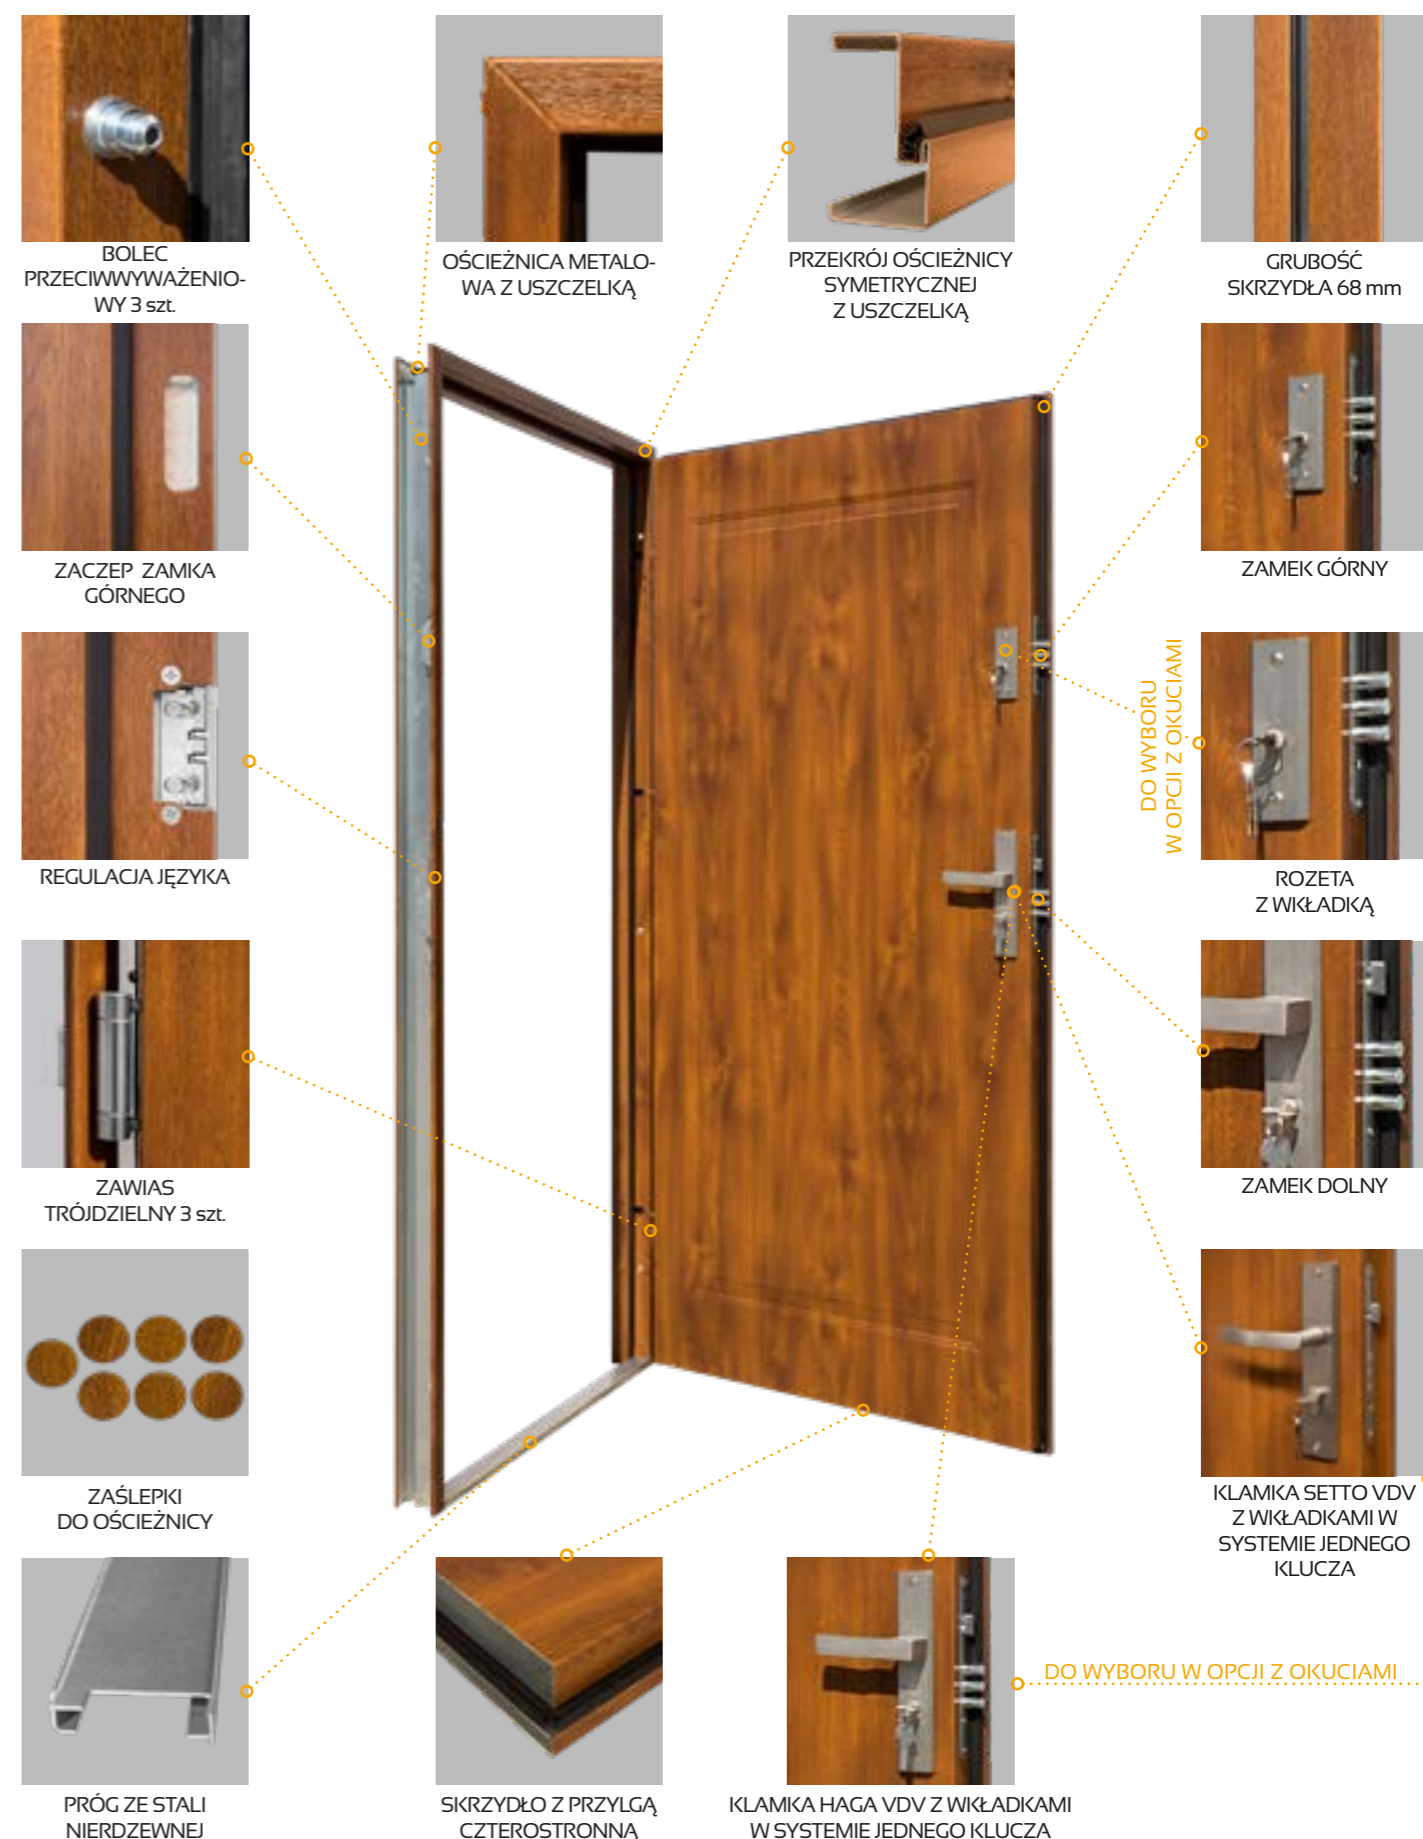 BOLEC
PRZECIWWYWAŻENIO-
WY 3 szt.
OŚCIEŻNICA METALO-
WA Z USZCZELKĄ
PRZEKRÓJ OŚCIEŻNICY
SYMETRYCZNEJ
Z USZCZELKĄ
GRUBOŚĆ
SKRZYDŁA 68 mm
ZACZEP ZAMKA
GÓRNEGO
ZAMEK GÓRNY
REGULACJA JĘZYKA
DO WYBORU
W OPCJI Z OKUCIAMI
ROZETA
Z WKŁADKĄ
ZAWIAS
TRÓJDZIELNY 3 szt.
ZAMEK DOLNY
ZAŚLEPKI
DO OŚCIEŻNICY
KLAMKA SETTO VDV
Z WKŁADKAMI W
SYSTEMIE JEDNEGO
KLUCZA
DO WYBORU W OPCJI Z OKUCIAMI
PRÓG ZE STALI
NIERDZEWNEJ
SKRZYDŁO Z PRZYLGĄ
CZTEROSTRONNĄ
KLAMKA HAGA VDV Z WKŁADKAMI
W SYSTEMIE JEDNEGO KLUCZA